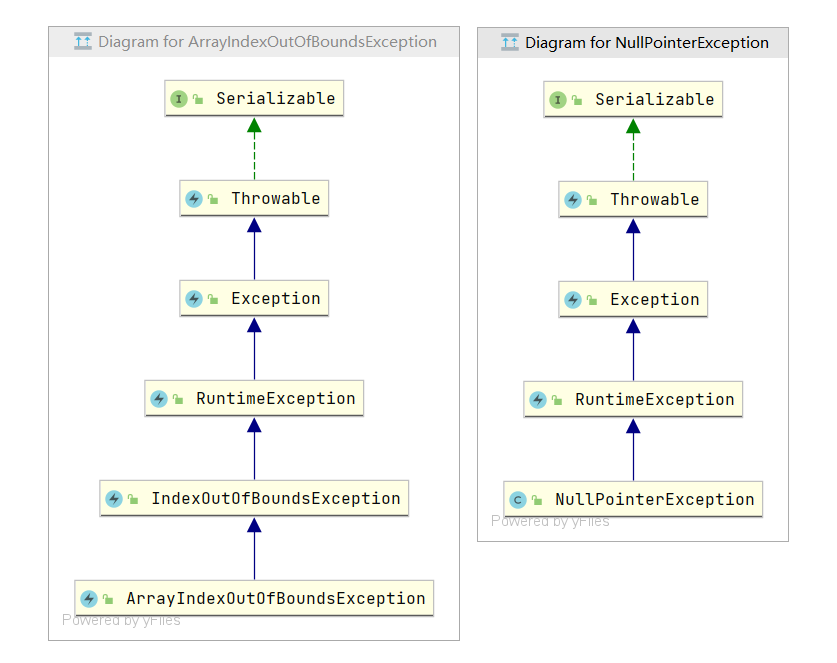 Diagram for ArrayIndexOutOfBoundsException
I Serializable
Throwable
Exception
RuntimeException
IndexOutOfBoundsException
ArrayIndexOutOfBoundsException
Powered by yFiles
Diagram for NullPointerException
I Serializable
Throwable
Exception
RuntimeException
C NullPointerException
Powered by yFiles